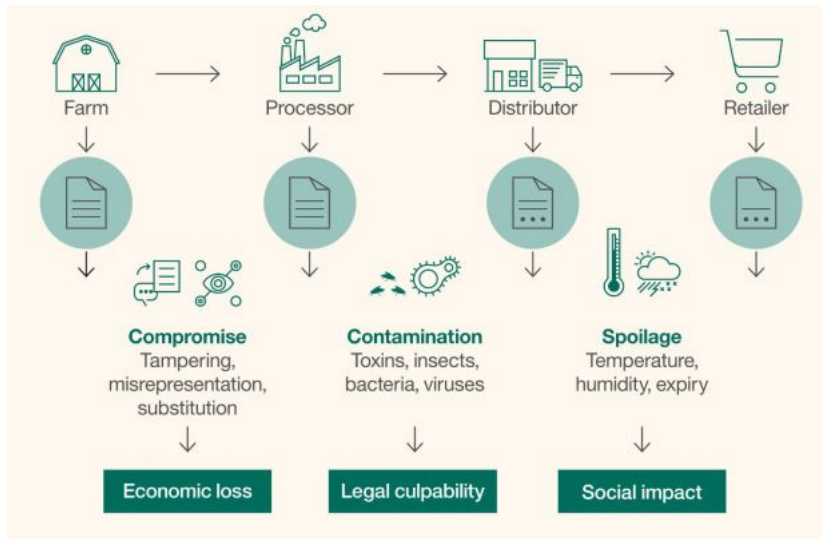 Farm
Processor
Distributor
Retailer
Compromise
Tampering,
misrepresentation,
substitution
Contamination
Toxins, insects,
bacteria, viruses
Spoilage
Temperature,
humidity, expiry
Economic loss
Legal culpability
Social impact